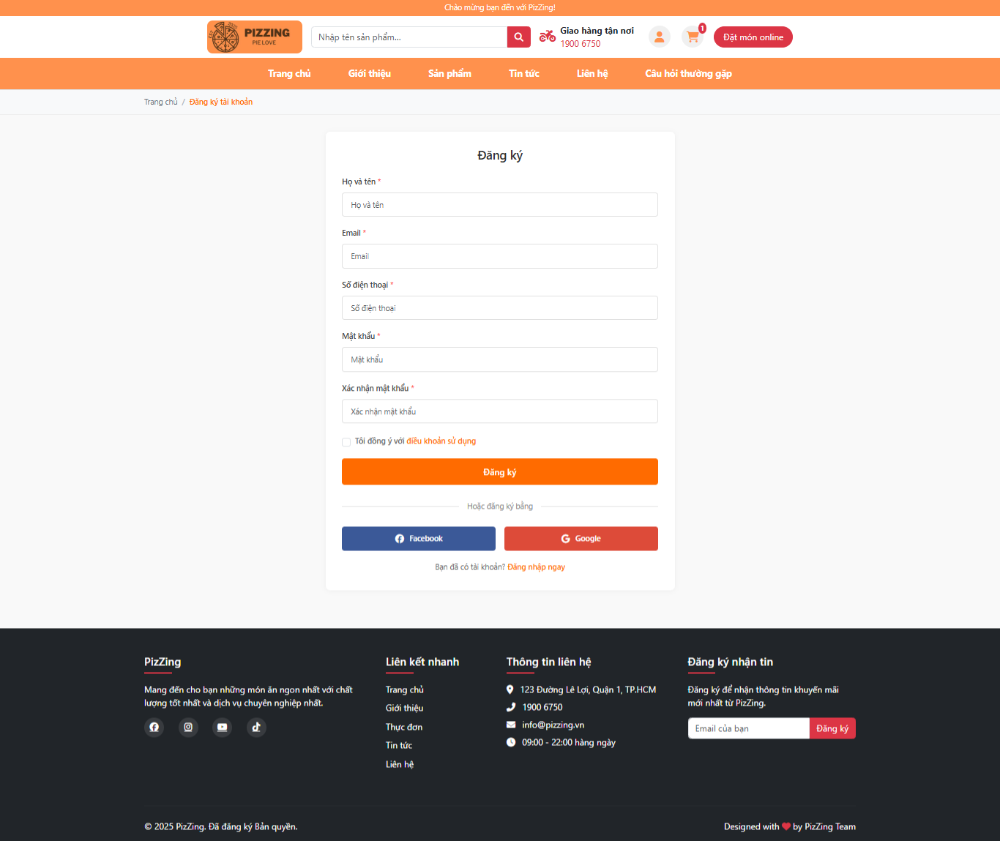 Chào mừng bạn đến với PizZing!
EST 2025
PIZZING
PIE LOVE
Nhập tên sản phẩm...
Giao hàng tận nơi
1900 6750
1
Đặt món online
Trang chủ Giới thiệu Sản phẩm Tin tức Liên hệ Câu hỏi thường gặp
Trang chủ / Đăng ký tài khoản
Đăng ký
Họ và tên *
Họ và tên
Email *
Email
Số điện thoại *
Số điện thoại
Mật khẩu *
Mật khẩu
Xác nhận mật khẩu *
Xác nhận mật khẩu
Tôi đồng ý với điều khoản sử dụng
Đăng ký
Hoặc đăng ký bằng
Facebook Google
Bạn đã có tài khoản? Đăng nhập ngay
PizZing
Mang đến cho bạn những món ăn ngon nhất với chất
lượng tốt nhất và dịch vụ chuyên nghiệp nhất.
Liên kết nhanh
Trang chủ
Giới thiệu
Thực đơn
Tin tức
Liên hệ
Thông tin liên hệ
123 Đường Lê Lợi, Quận 1, TP.HCM
1900 6750
info@pizzing.vn
09:00 - 22:00 hàng ngày
Đăng ký nhận tin
Đăng ký để nhận thông tin khuyến mãi
mới nhất từ PizZing.
Email của bạn Đăng ký
© 2025 PizZing. Đã đăng ký Bản quyền.
Designed with by PizZing Team